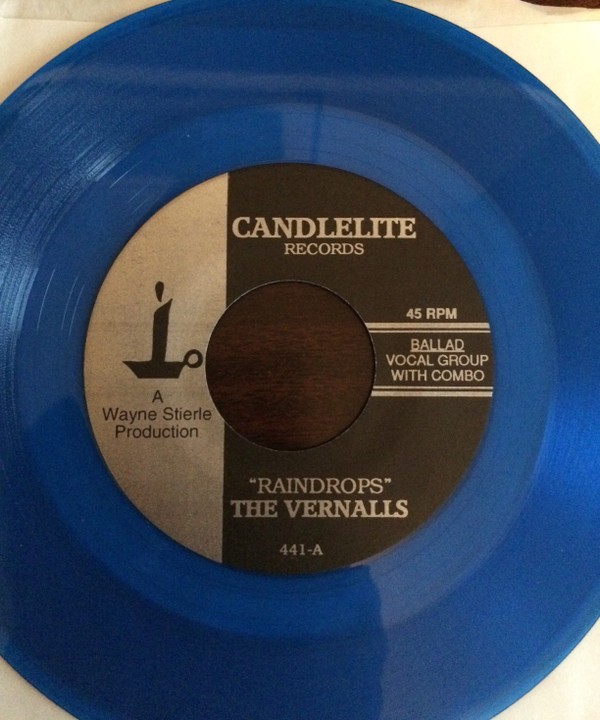 CANDLELITE
RECORDS
45 RPM
BALLAD
VOCAL GROUP
WITH COMBO
A
Wayne Stierle
Production
“RAINDROPS”
THE VERNALLS
441-A